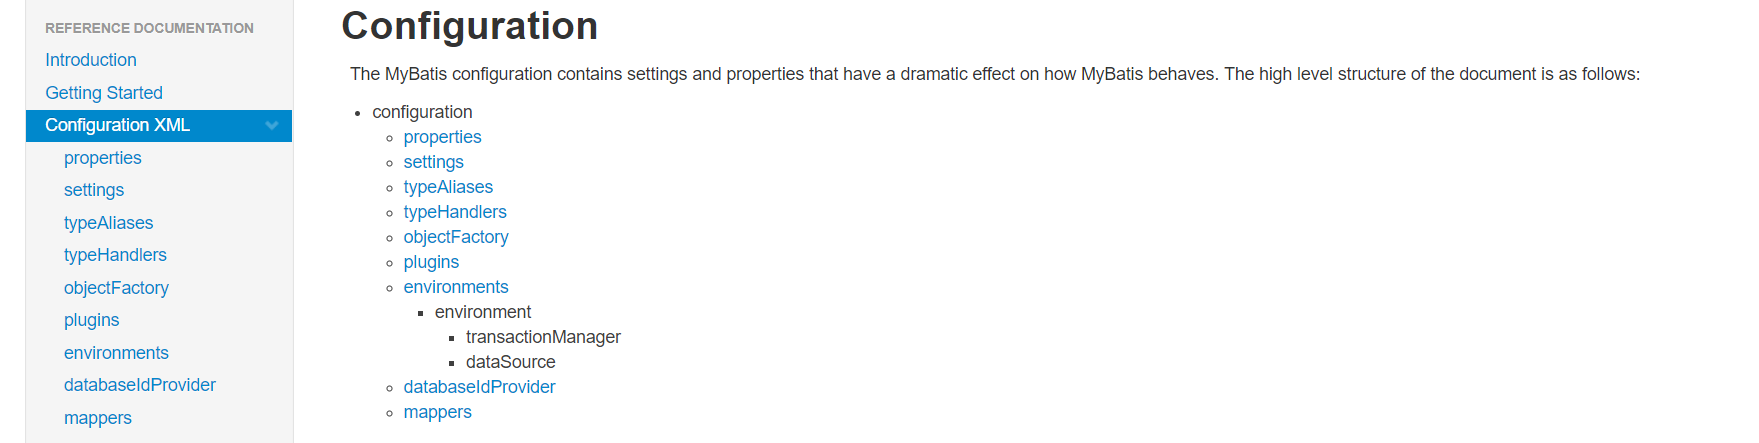 REFERENCE DOCUMENTATION
Introduction
Getting Started
Configuration XML
properties
settings
typeAliases
typeHandlers
objectFactory
plugins
environments
databaseIdProvider
mappers
Configuration
The MyBatis configuration contains settings and properties that have a dramatic effect on how MyBatis behaves. The high level structure of the document is as follows:
configuration
properties
settings
typeAliases
typeHandlers
objectFactory
plugins
environments
environment
transactionManager
dataSource
databaseIdProvider
mappers